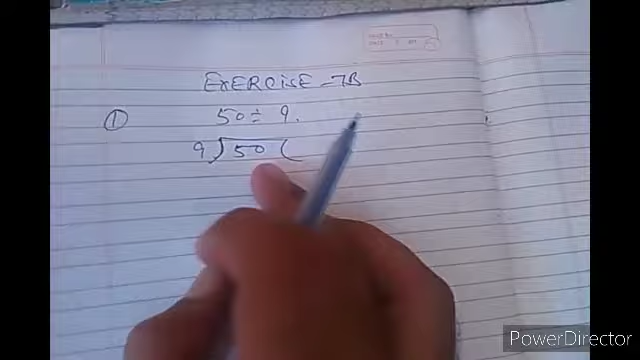 EXERCISE - 7B
① 50 ÷ 9.
9 ) 50 (
PowerDirector